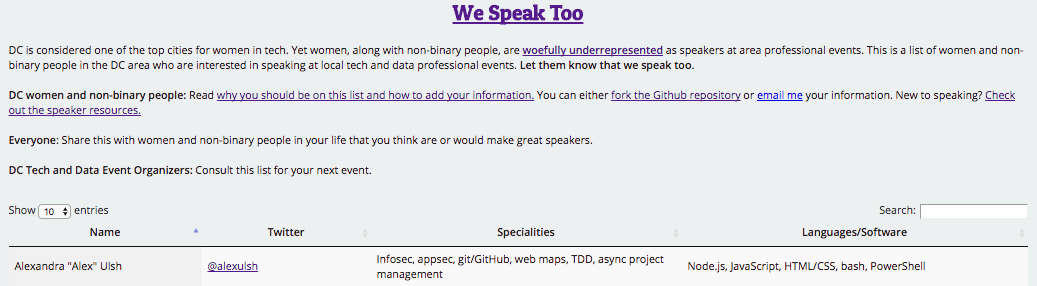 We Speak Too
DC is considered one of the top cities for women in tech. Yet women, along with non-binary people, are woefully underrepresented as speakers at area professional events. This is a list of women and non-
binary people in the DC area who are interested in speaking at local tech and data professional events. Let them know that we speak too.
DC women and non-binary people: Read why you should be on this list and how to add your information. You can either fork the Github repository or email me your information. New to speaking? Check
out the speaker resources.
Everyone: Share this with women and non-binary people in your life that you think are or would make great speakers.
DC Tech and Data Event Organizers: Consult this list for your next event.
Show 10 entries Search:
Name Twitter Specialities Languages/Software
Alexandra "Alex" Ulsh @alexulsh Infosec, appsec, git/GitHub, web maps, TDD, async project Node.js, JavaScript, HTML/CSS, bash, PowerShell
management